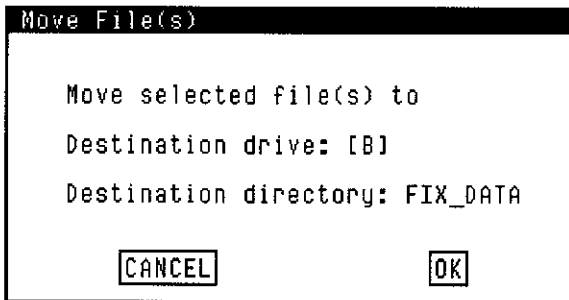 Move File(s)
Move selected file(s) to
Destination drive: [B]
Destination directory: FIX_DATA
CANCEL OK